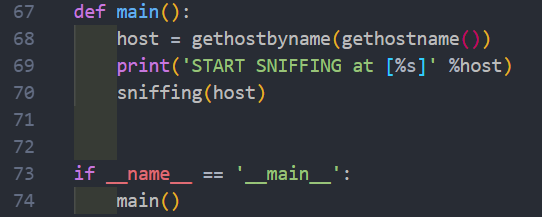 67 def main():
68     host = gethostbyname(gethostname())
69     print('START SNIFFING at [%s]' %host)
70     sniffing(host)
71
72
73 if __name__ == '__main__':
74     main()